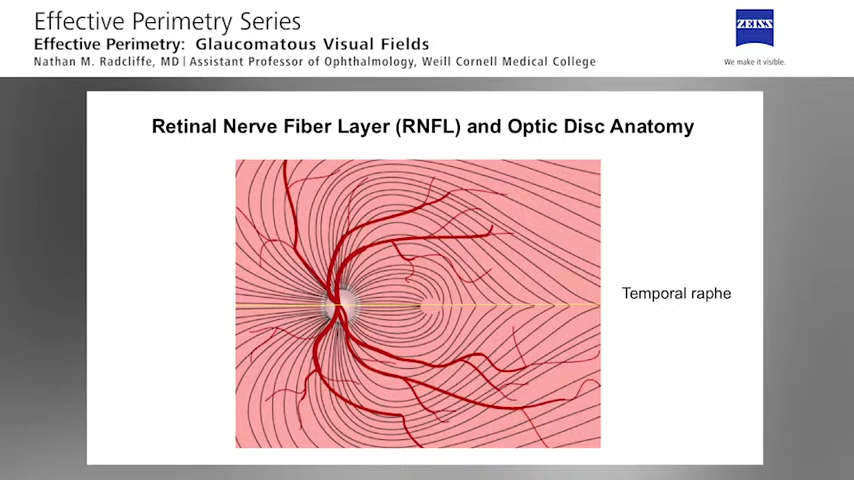 Effective Perimetry Series
Effective Perimetry: Glaucomatous Visual Fields
Nathan M. Radcliffe, MD | Assistant Professor of Ophthalmology, Weill Cornell Medical College
ZEISS
We make it visible.
Retinal Nerve Fiber Layer (RNFL) and Optic Disc Anatomy
Temporal raphe